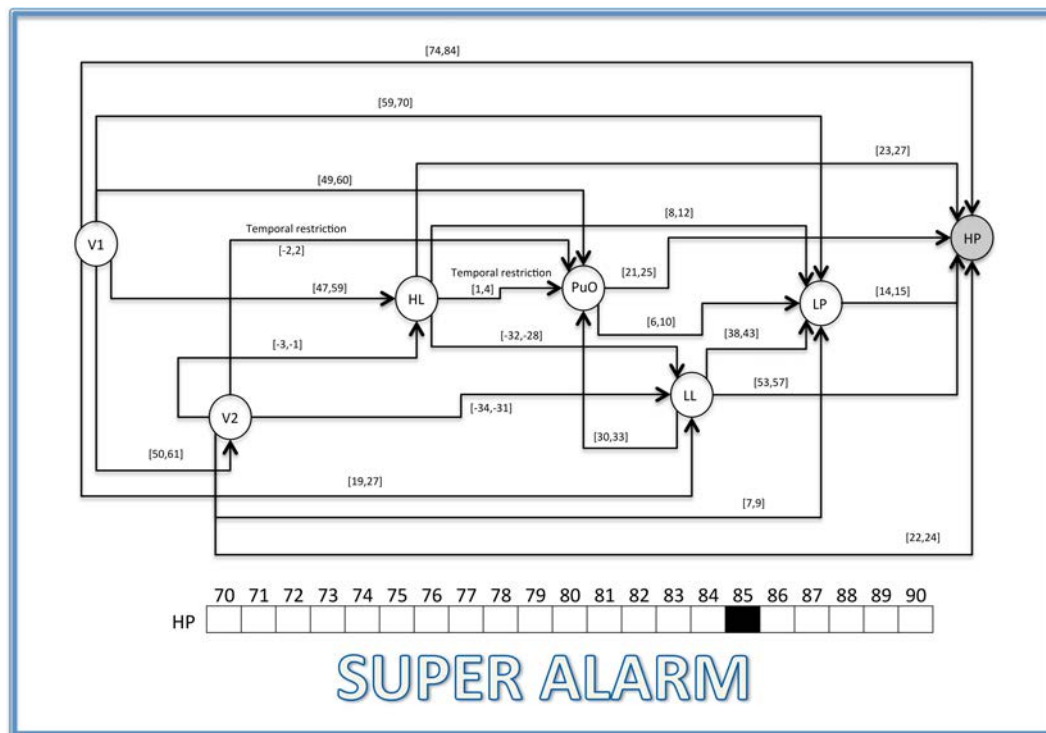 [74,84]
[59,70]
[23,27]
[49,60]
[8,12]
Temporal restriction
[-2,2]
V1
HP
Temporal restriction
[21,25]
[47,59]
HL
[1,4]
PuO
LP
[14,15]
[6,10]
[-32,-28]
[38,43]
[-3,-1]
[53,57]
LL
V2
[-34,-31]
[30,33]
[50,61]
[19,27]
[7,9]
[22,24]
70 71 72 73 74 75 76 77 78 79 80 81 82 83 84 85 86 87 88 89 90
HP
SUPER ALARM